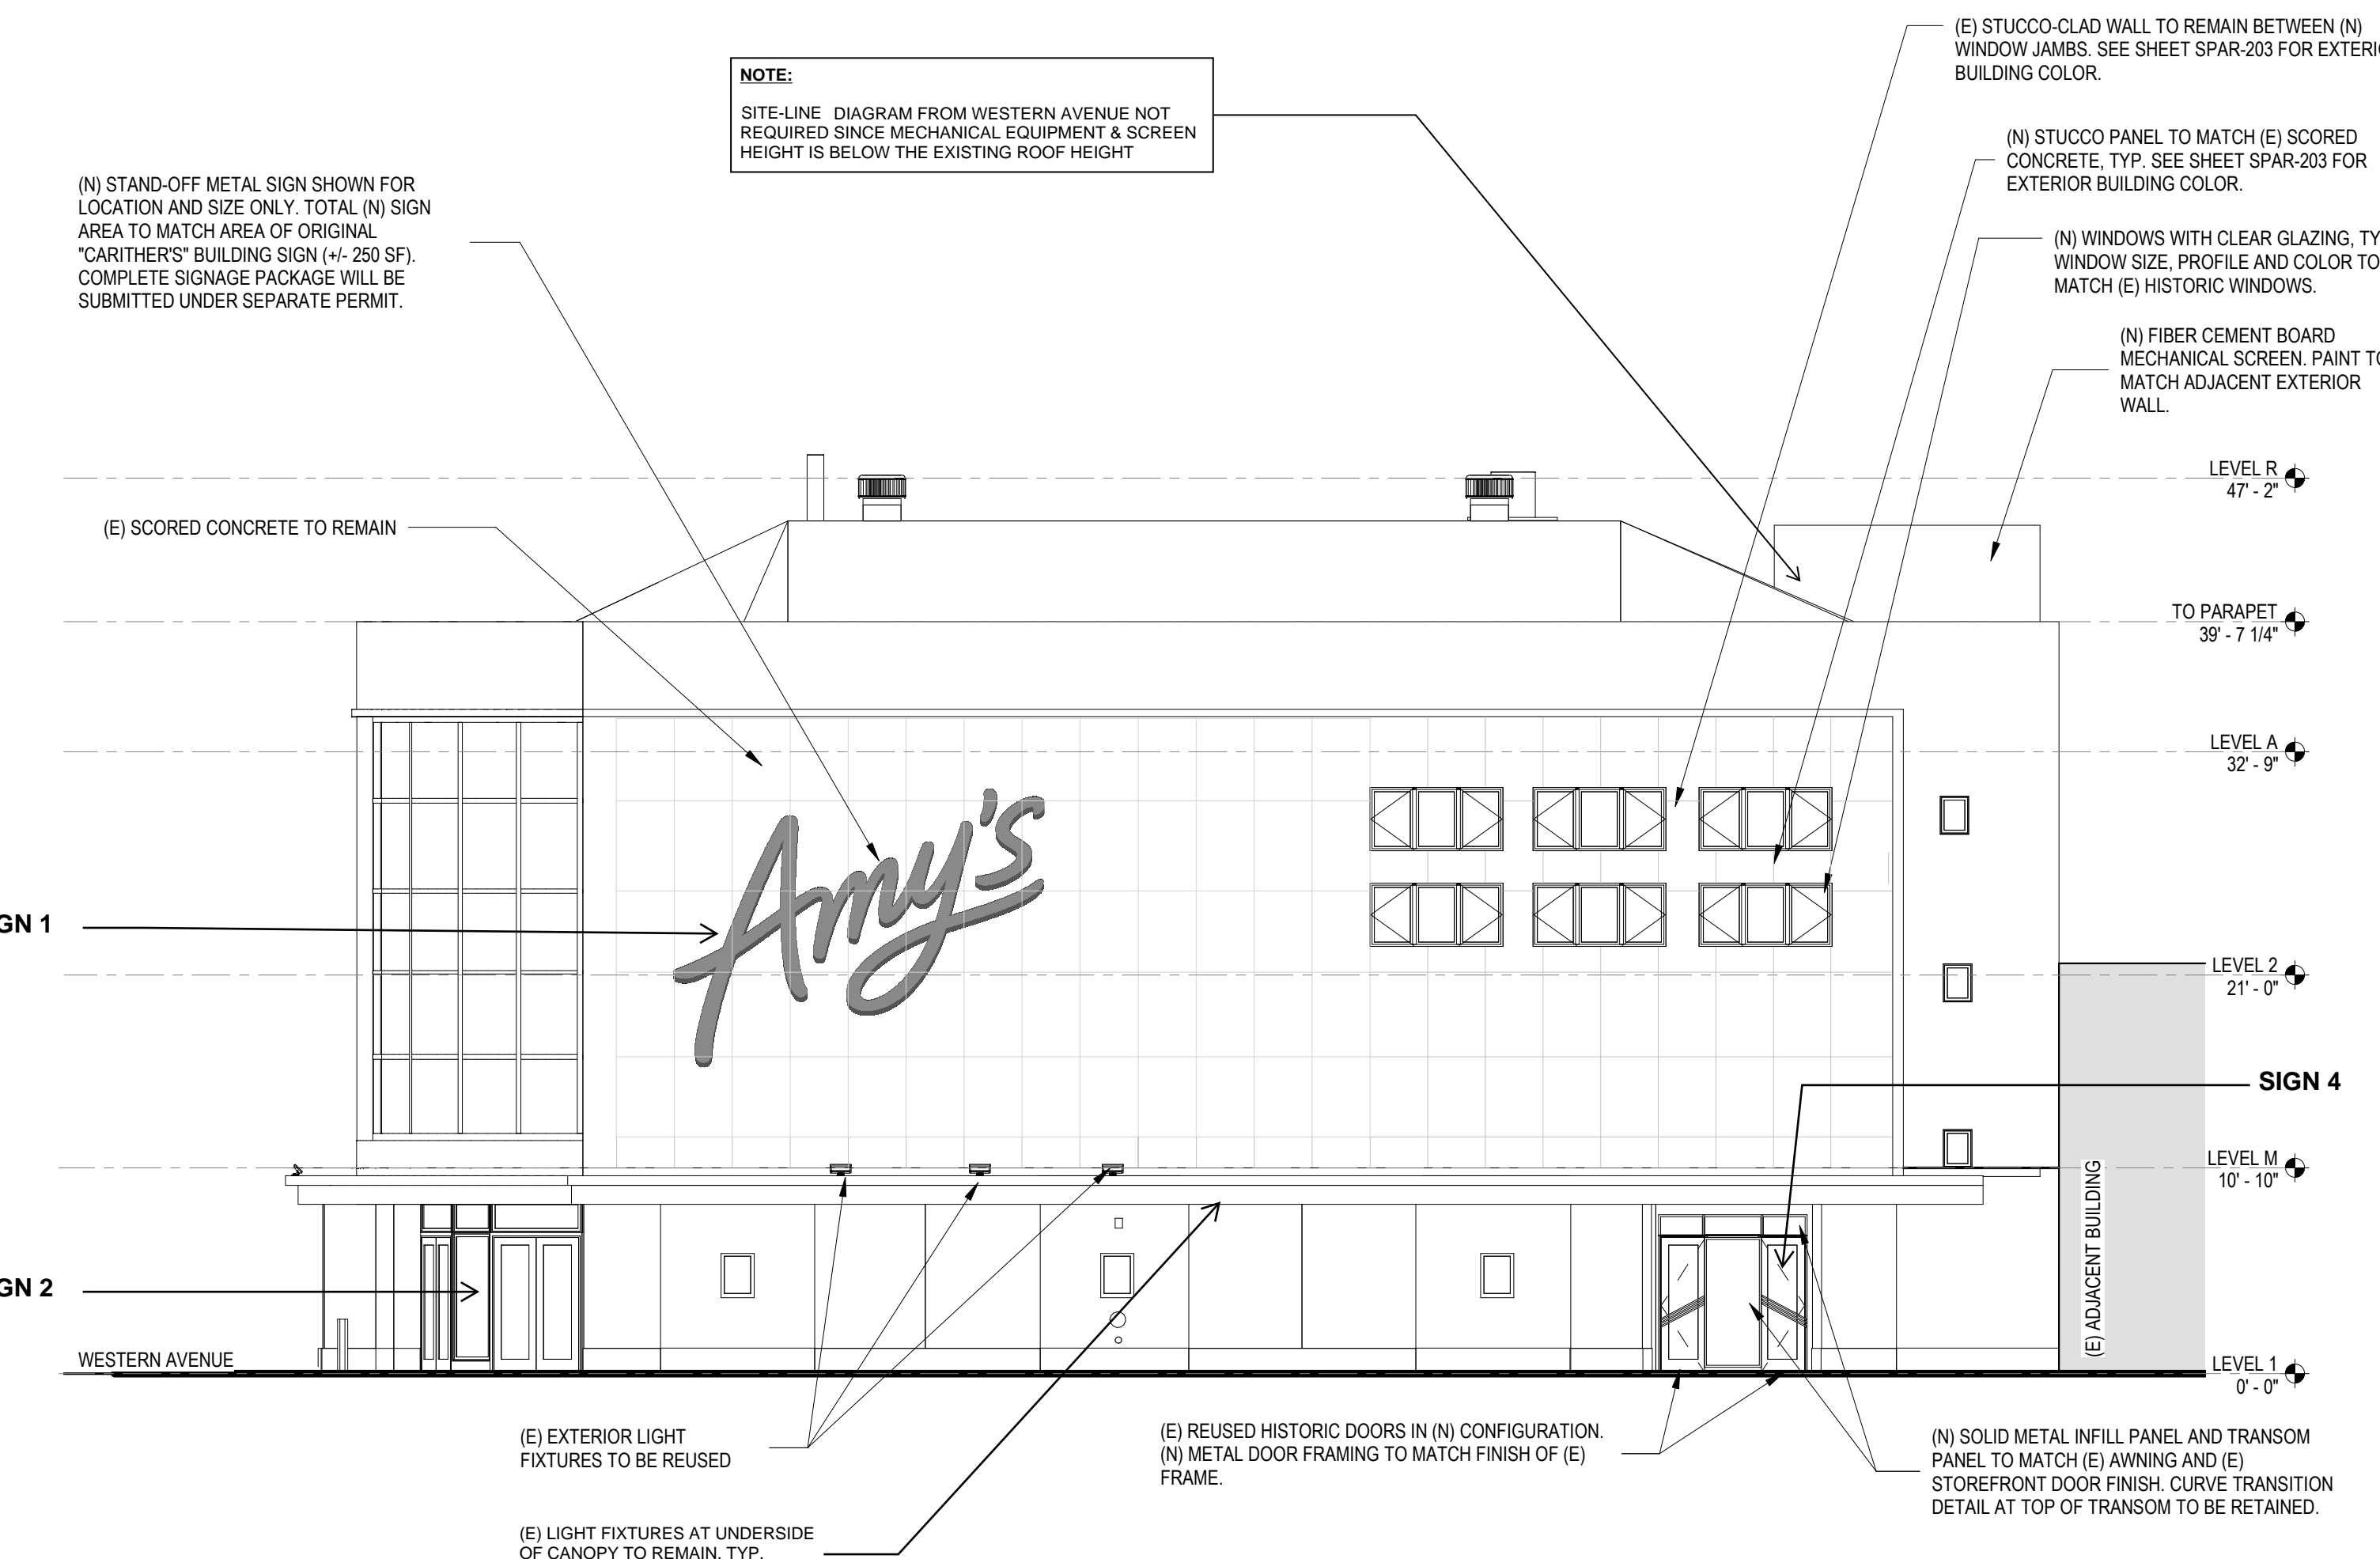 (E) STUCCO-CLAD WALL TO REMAIN BETWEEN (N)
WINDOW JAMBS. SEE SHEET SPAR-203 FOR
BUILDING COLOR.
NOTE:
SITE-LINE DIAGRAM FROM WESTERN AVENUE NOT
REQUIRED SINCE MECHANICAL EQUIPMENT & SCREEN
HEIGHT IS BELOW THE EXISTING ROOF HEIGHT
(N) STUCCO PANEL TO MATCH (E) SCORED
CONCRETE, TYP. SEE SHEET SPAR-203 FOR
EXTERIOR BUILDING COLOR.
(N) STAND-OFF METAL SIGN SHOWN FOR
LOCATION AND SIZE ONLY. TOTAL (N) SIGN
AREA TO MATCH AREA OF ORIGINAL
"CARITHER'S" BUILDING SIGN (+/- 250 SF).
COMPLETE SIGNAGE PACKAGE WILL BE
SUBMITTED UNDER SEPARATE PERMIT.
(N) WINDOWS WITH CLEAR GLAZING,
WINDOW SIZE, PROFILE AND COLOR TO
MATCH (E) HISTORIC WINDOWS.
(N) FIBER CEMENT BOARD
MECHANICAL SCREEN. PAINT TO
MATCH ADJACENT EXTERIOR
WALL.
LEVEL R
47' - 2"
(E) SCORED CONCRETE TO REMAIN
TO PARAPET
39' - 7 1/4"
LEVEL A
32' - 9"
Amy's
GN 1
LEVEL 2
21' - 0"
SIGN 4
LEVEL M
10' - 10"
(E) ADJACENT BUILDING
GN 2
WESTERN AVENUE
LEVEL 1
0' - 0"
(E) EXTERIOR LIGHT
FIXTURES TO BE REUSED
(E) REUSED HISTORIC DOORS IN (N) CONFIGURATION.
(N) METAL DOOR FRAMING TO MATCH FINISH OF (E)
FRAME.
(N) SOLID METAL INFILL PANEL AND TRANSOM
PANEL TO MATCH (E) AWNING AND (E)
STOREFRONT DOOR FINISH. CURVE TRANSITION
DETAIL AT TOP OF TRANSOM TO BE RETAINED.
(E) LIGHT FIXTURES AT UNDERSIDE
OF CANOPY TO REMAIN, TYP.